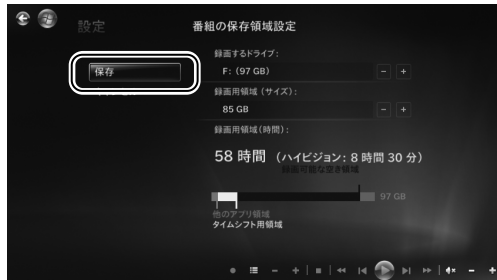 設定
番組の保存領域設定
録画するドライブ:
保存
F: (97 GB)
- +
録画用領域 (サイズ):
85 GB
- +
録画用領域(時間):
58 時間 (ハイビジョン: 8 時間 30 分)
録画可能な空き領域
97 GB
他のアプリ領域
タイムシフト用領域